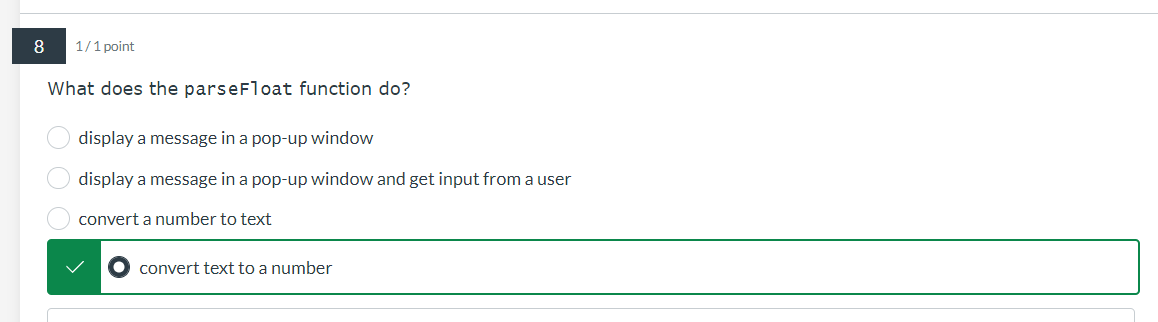 8
1 / 1 point
What does the parseFloat function do?
display a message in a pop-up window
display a message in a pop-up window and get input from a user
convert a number to text
convert text to a number